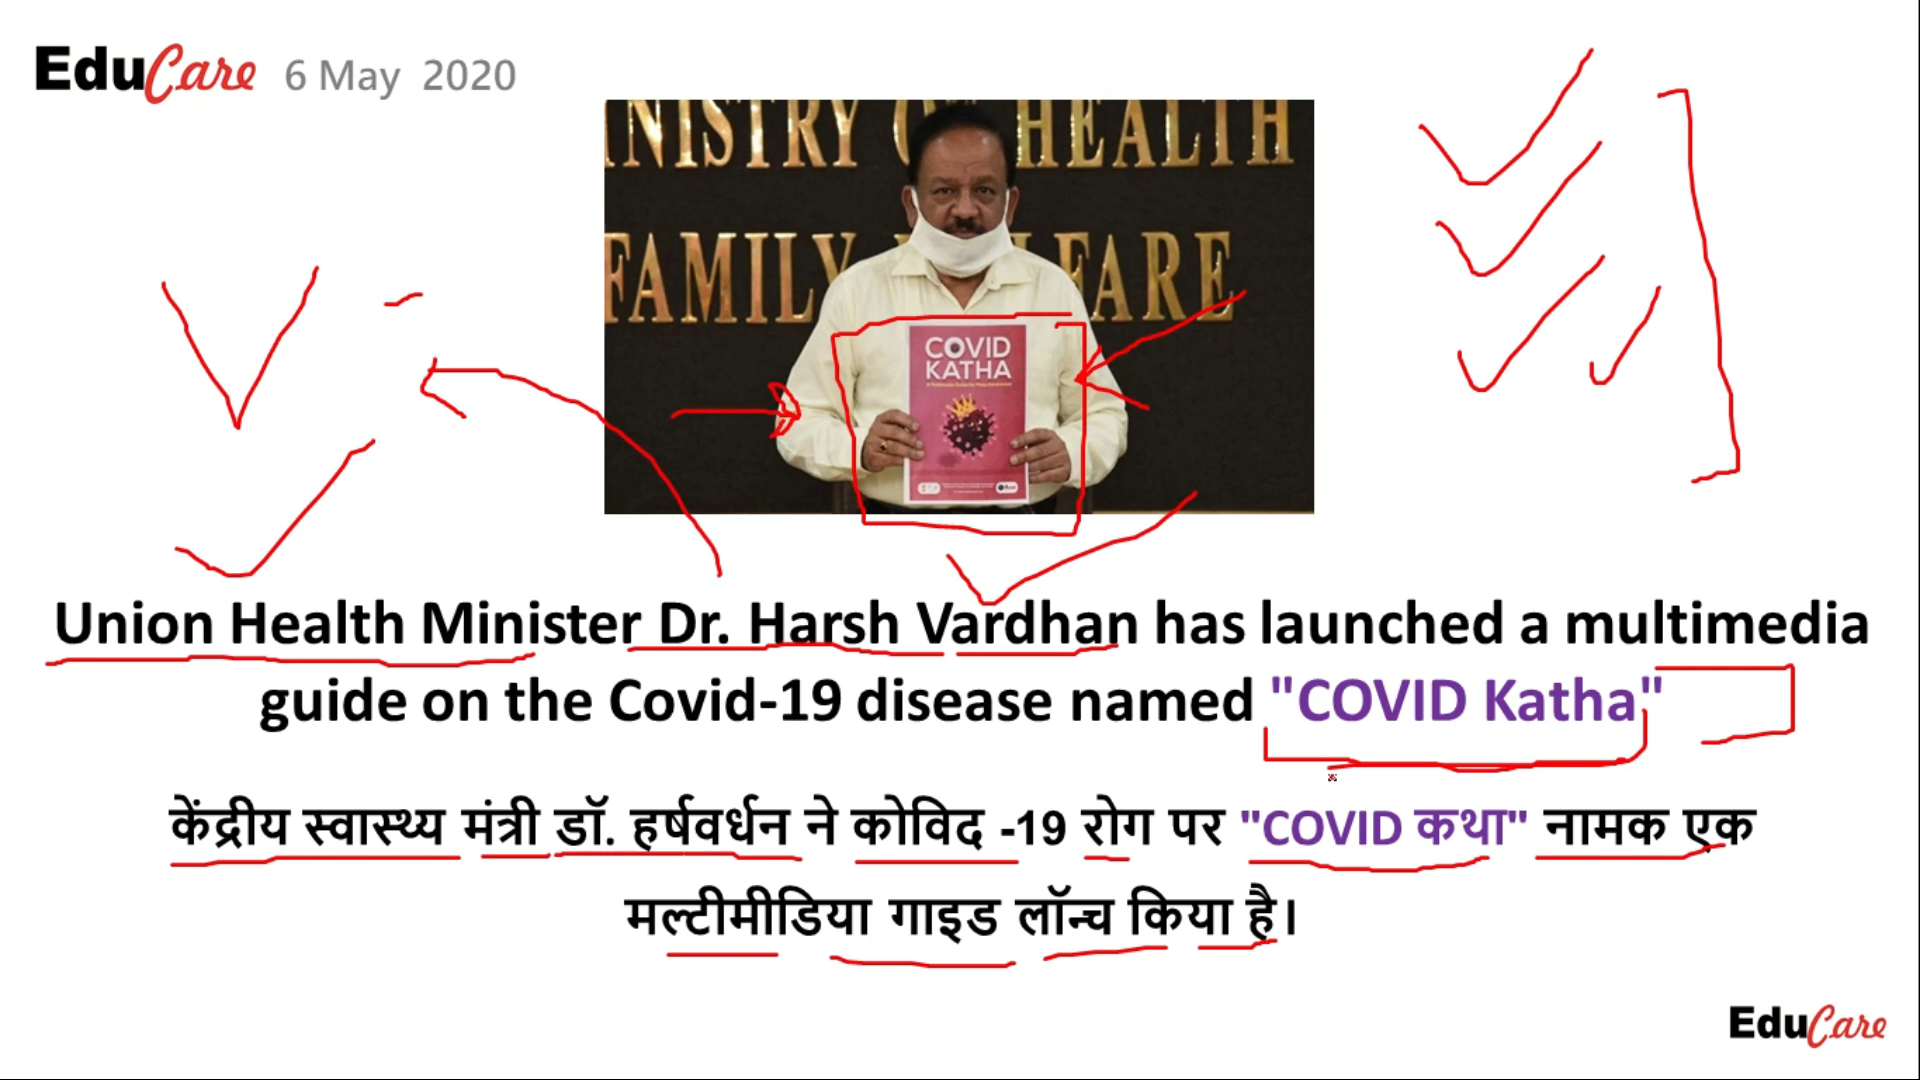 EduCare 6 May 2020
NISTRY HEALTH
FAMILY FARE
COVID
KATHA
Union Health Minister Dr. Harsh Vardhan has launched a multimedia
guide on the Covid-19 disease named "COVID Katha"
केंद्रीय स्वास्थ्य मंत्री डॉ. हर्षवर्धन ने कोविद -19 रोग पर "COVID कथा" नामक एक
मल्टीमीडिया गाइड लॉन्च किया है।
EduCare